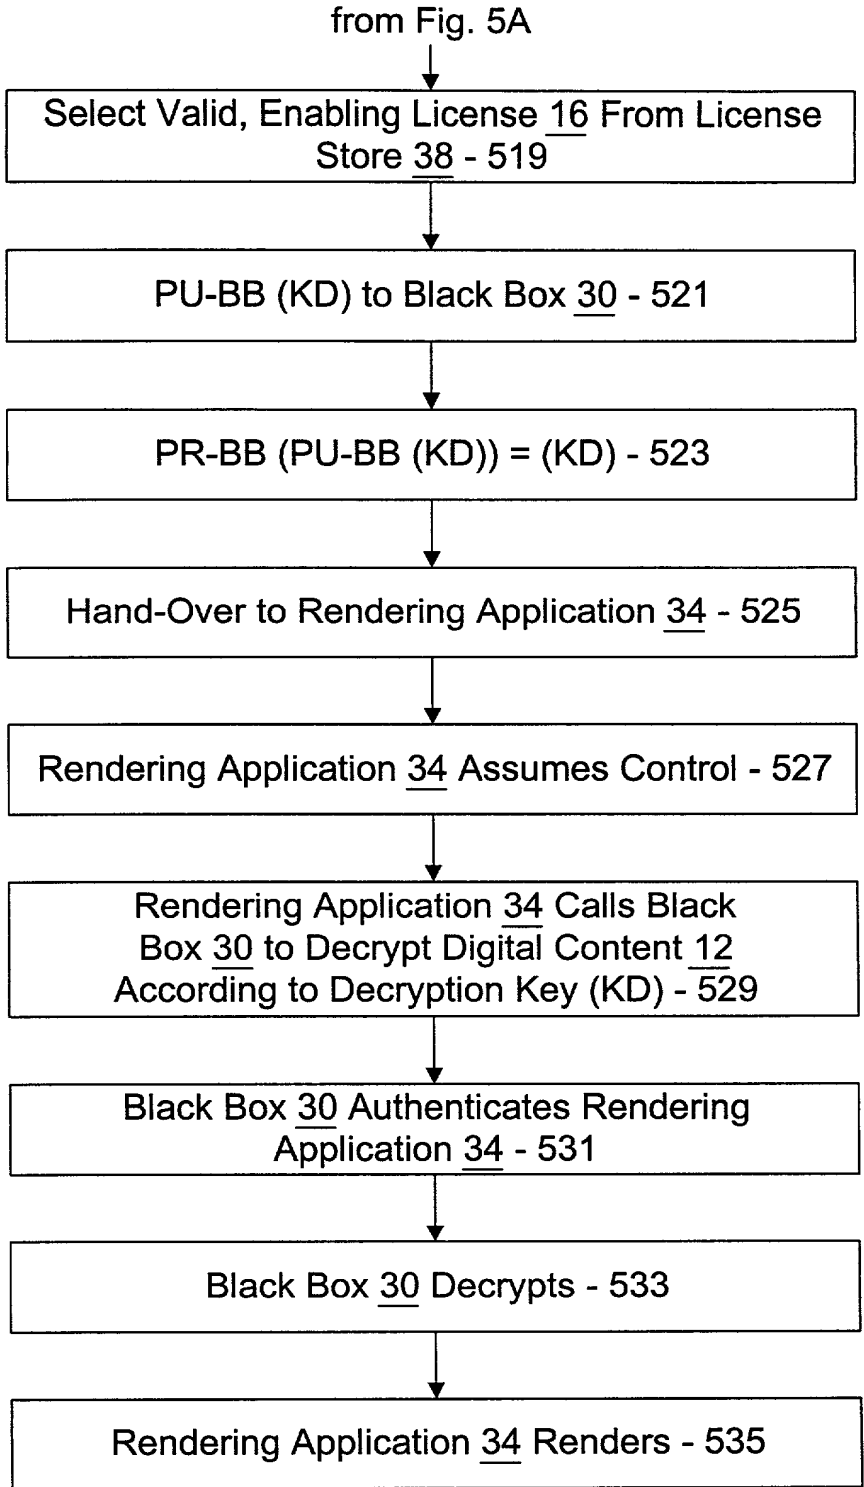 from Fig. 5A
Select Valid, Enabling License 16 From License
Store 38 - 519
PU-BB (KD) to Black Box 30 - 521
PR-BB (PU-BB (KD)) = (KD) - 523
Hand-Over to Rendering Application 34 - 525
Rendering Application 34 Assumes Control - 527
Rendering Application 34 Calls Black
Box 30 to Decrypt Digital Content 12
According to Decryption Key (KD) - 529
Black Box 30 Authenticates Rendering
Application 34 - 531
Black Box 30 Decrypts - 533
Rendering Application 34 Renders - 535